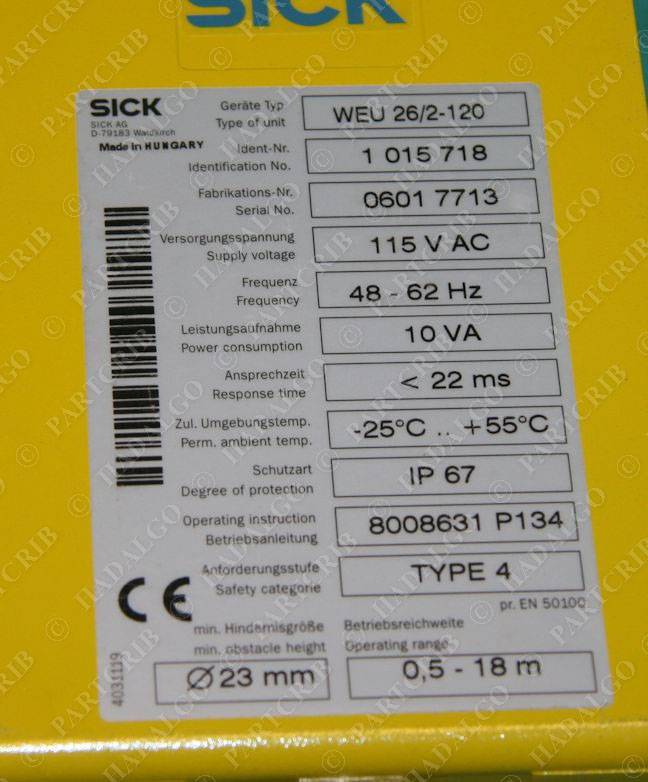 SICK
SICK
SICK AG
D-79183 Waldkirch
Made in HUNGARY
Geräte Typ
Type of unit
WEU 26/2-120
Ident-Nr.
Identification No.
1 015 718
Fabrikations-Nr.
Serial No.
0601 7713
Versorgungsspannung
Supply voltage
115 V AC
Frequenz
Frequency
48 - 62 Hz
Leistungsaufnahme
Power consumption
10 VA
Ansprechzeit
Response time
< 22 ms
Zul. Umgebungstemp.
Perm. ambient temp.
-25°C .. +55°C
Schutzart
Degree of protection
IP 67
Operating instruction
Betriebsanleitung
8008631 P134
Anforderungsstufe
Safety categorie
TYPE 4
CE
pr. EN 50100
min. Hindernisgröße
min. obstacle height
Ø 23 mm
Betriebsreichweite
Operating range
0,5 - 18 m
4031119
© PARTCRIB
© HADALGO